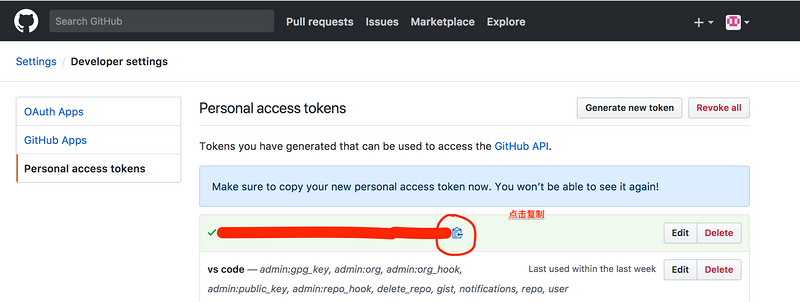 Search GitHub
Pull requests Issues Marketplace Explore
Settings / Developer settings
OAuth Apps
GitHub Apps
Personal access tokens
Personal access tokens
Generate new token
Revoke all
Tokens you have generated that can be used to access the GitHub API.
Make sure to copy your new personal access token now. You won't be able to see it again!
点击复制
Edit Delete
vs code — admin:gpg_key, admin:org, admin:org_hook,
admin:public_key, admin:repo_hook, delete_repo, gist, notifications, repo, user
Last used within the last week
Edit Delete